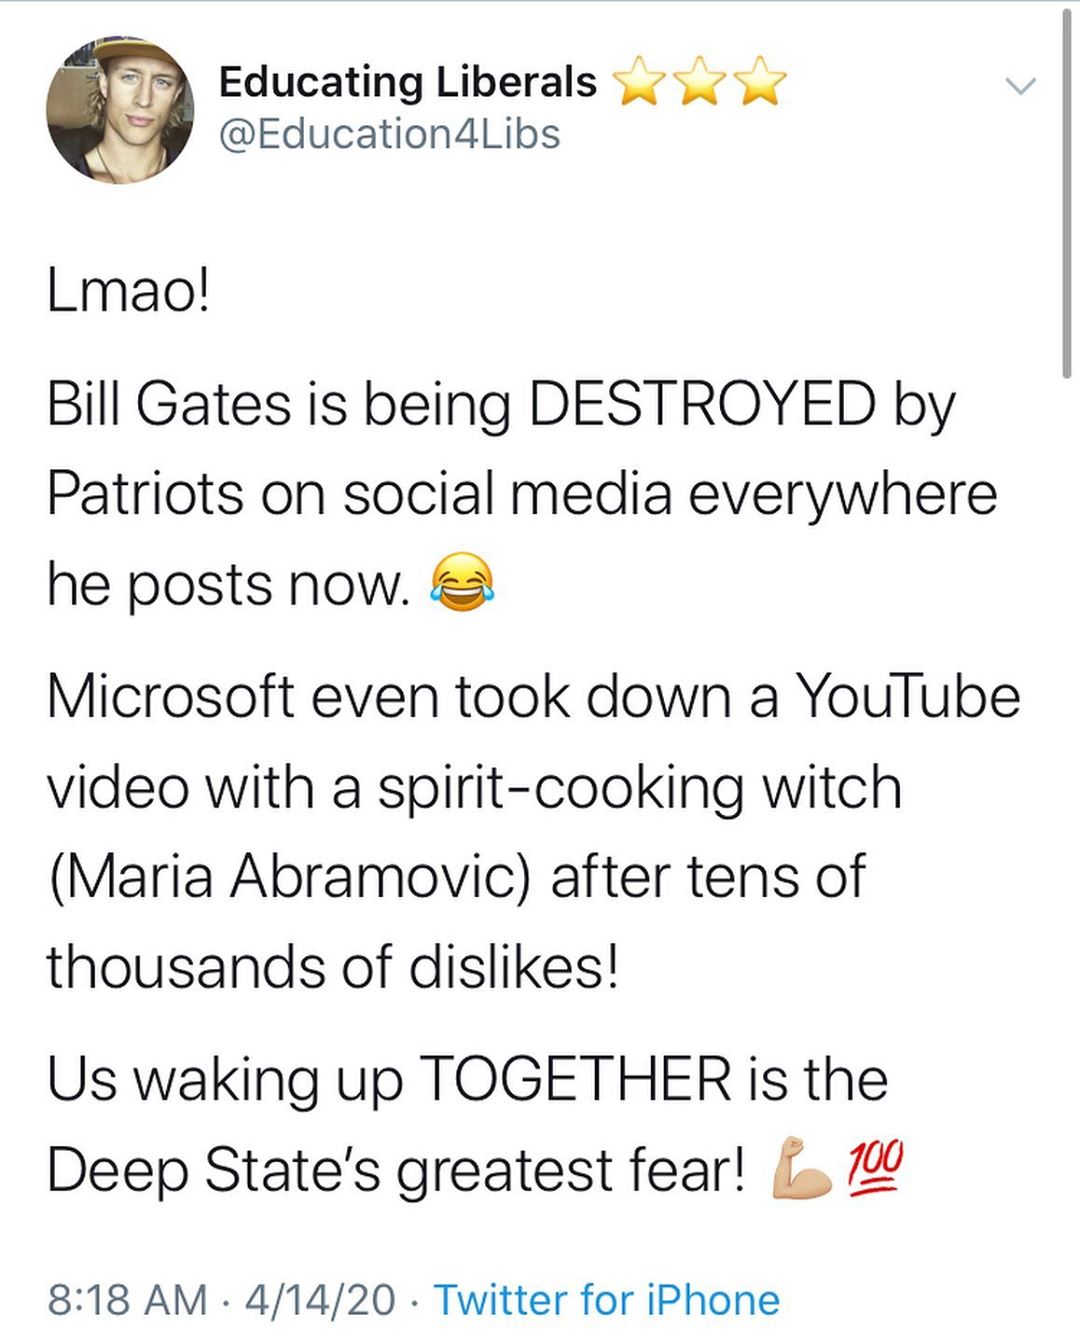 Educating Liberals ⭐⭐⭐
@Education4Libs
Lmao!
Bill Gates is being DESTROYED by
Patriots on social media everywhere
he posts now. 😂
Microsoft even took down a YouTube
video with a spirit-cooking witch
(Maria Abramovic) after tens of
thousands of dislikes!
Us waking up TOGETHER is the
Deep State's greatest fear! 💪🏼 💯
8:18 AM · 4/14/20 · Twitter for iPhone